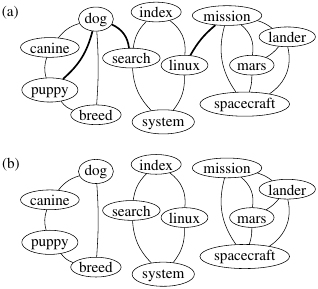 (a)
dog
index
mission
canine
search
linux
mars
lander
puppy
breed
system
spacecraft
(b)
dog
index
mission
canine
search
linux
mars
lander
puppy
breed
system
spacecraft